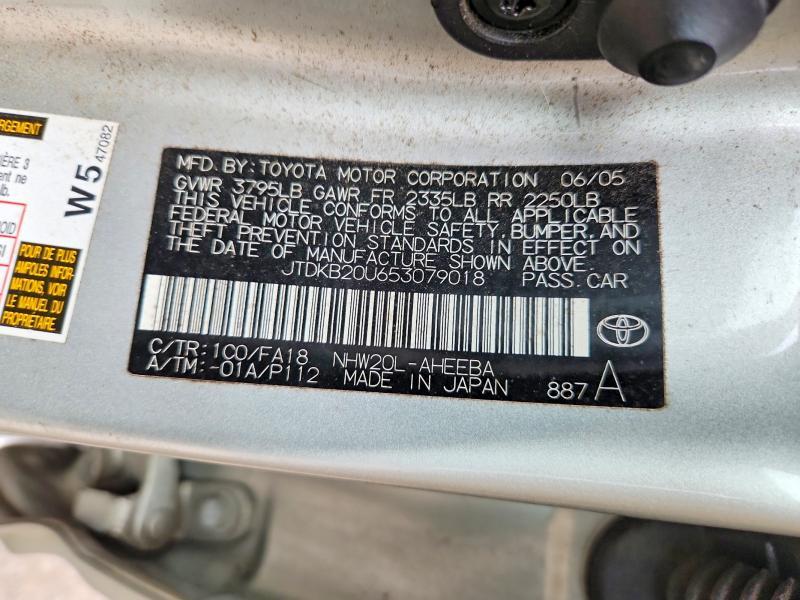 MFD. BY: TOYOTA MOTOR CORPORATION 06/05
GVWR 3795LB GAWR FR 2335LB RR 2250LB
THIS VEHICLE CONFORMS TO ALL APPLICABLE
FEDERAL MOTOR VEHICLE SAFETY, BUMPER, AND
THEFT PREVENTION STANDARDS IN EFFECT ON
THE DATE OF MANUFACTURE SHOWN ABOVE.
JTDKB20U653079018 PASS. CAR
C/TR: 1C0/FA18 NHW20L-AHEEBA
A/TM: -01A/P112 MADE IN JAPAN 887 A
W5 47082
POUR DE PLUS
AMPLES INFOR-
MATIONS, VOIR
LE MANUEL DU
PROPRIÉTAIRE.